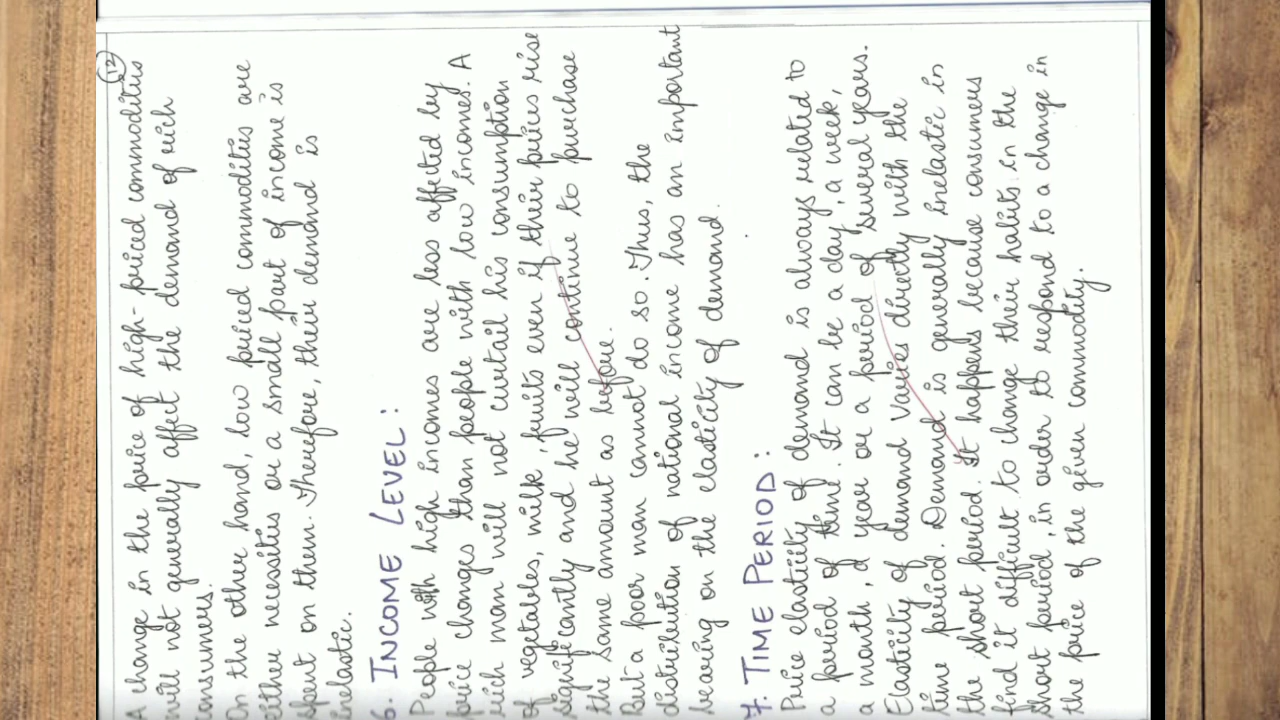 12
A change in the price of high-priced commodities
will not generally affect the demand of rich
consumers.
On the other hand, low priced commodities are
either necessities or a small part of income is
spent on them. Therefore, their demand is
inelastic.
6. INCOME LEVEL:
People with high incomes are less affected by
price changes than people with low incomes. A
rich man will not curtail his consumption
of vegetables, milk, fruits even if their prices rise
significantly and he will continue to purchase
the same amount as before.
But a poor man cannot do so. Thus, the
distribution of national income has an important
bearing on the elasticity of demand.
7. TIME PERIOD:
Price elasticity of demand is always related to
a period of time. It can be a day, a week,
a month, a year or a period of several years.
Elasticity of demand Varies directly with the
time period. Demand is generally inelastic in
the short period. It happens because consumers
find it difficult to change their habits, in the
short period, in order to respond to a change in
the price of the given commodity.